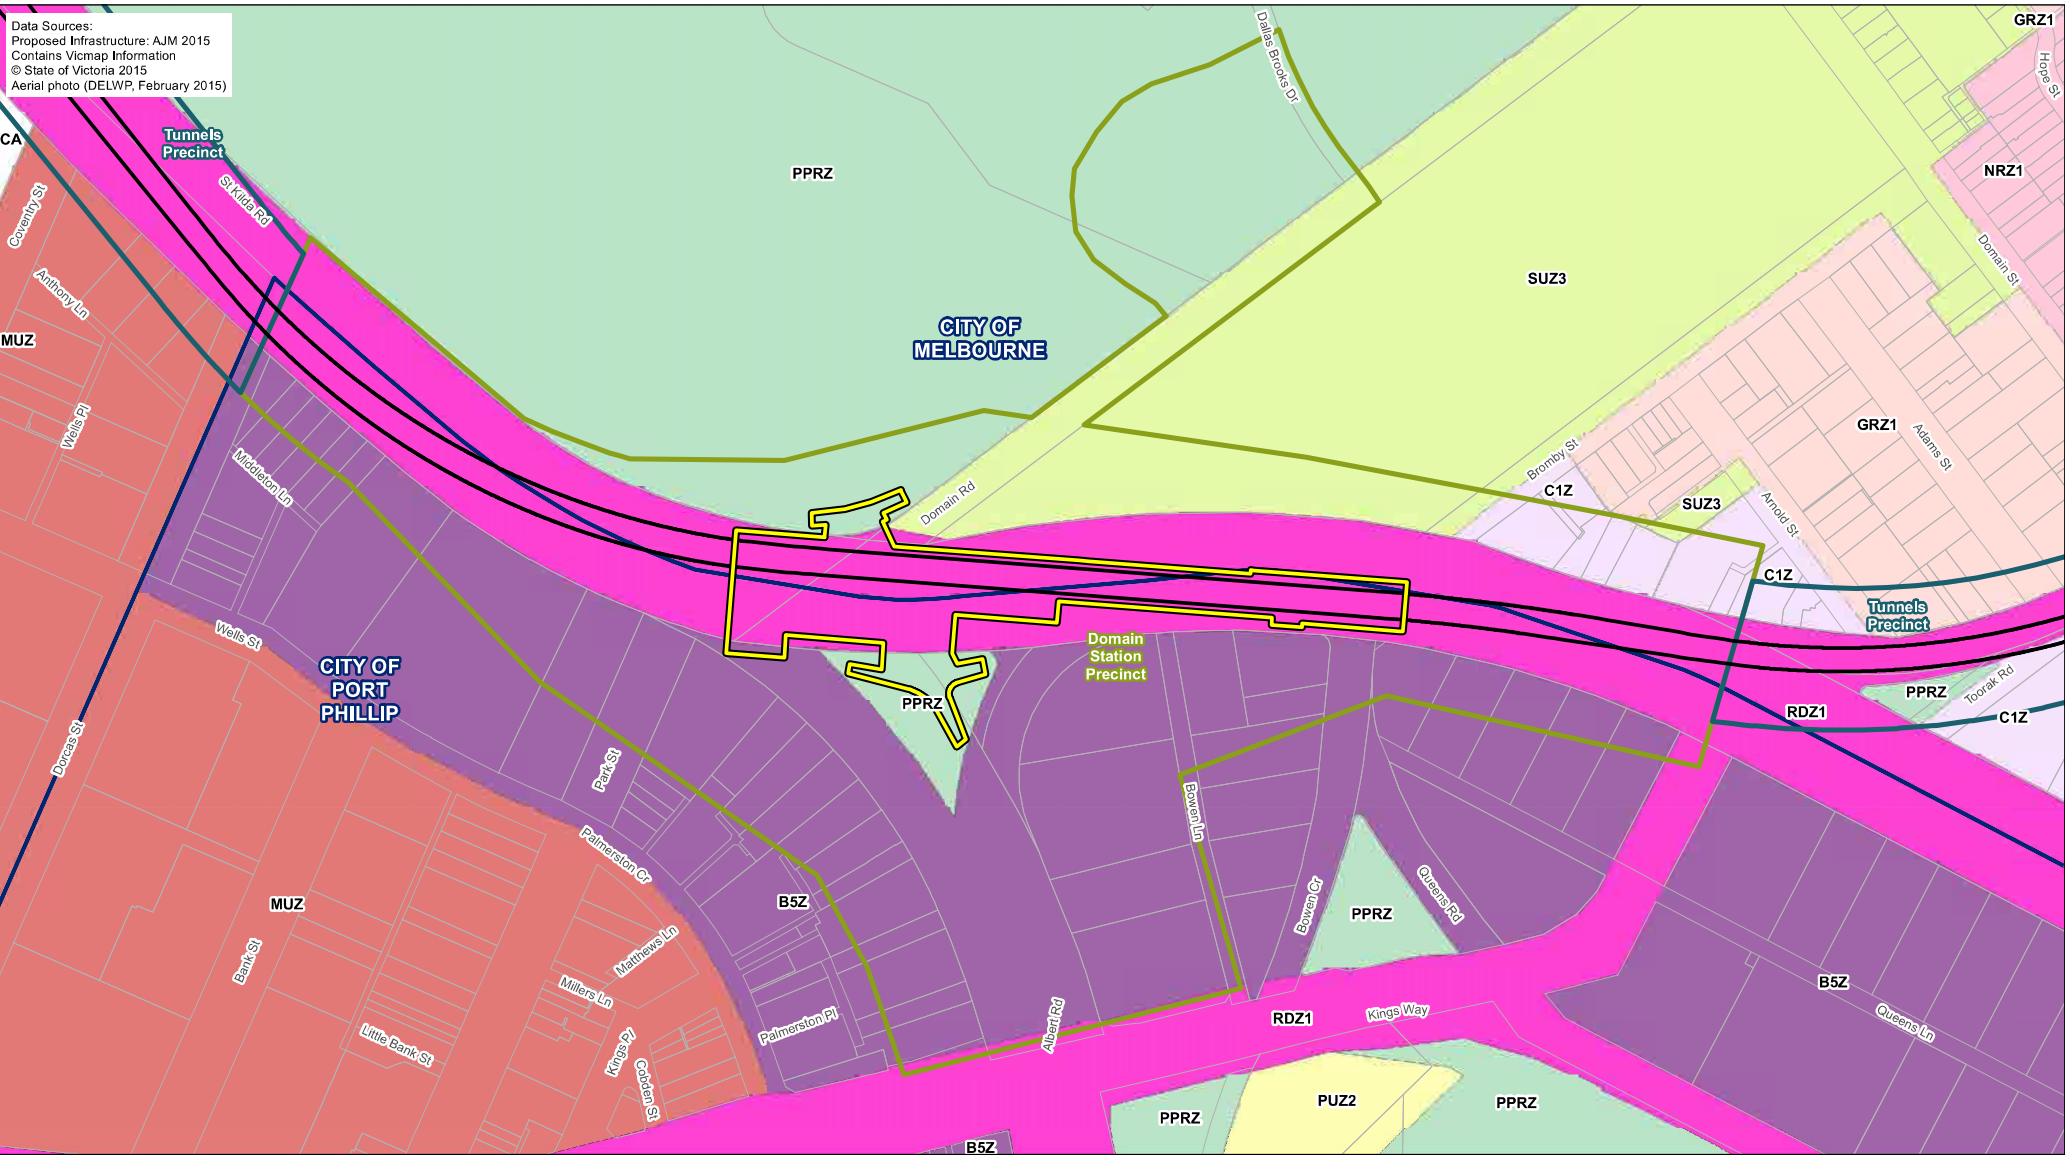 Data Sources:
Proposed Infrastructure: AJM 2015
Contains Vicmap Information
© State of Victoria 2015
Aerial photo (DELWP, February 2015)
GRZ1
Hope St
Dallas Brooks Dr
CA
Tunnels
Precinct
St Kilda Rd
PPRZ
NRZ1
Coventry St
Domain St
SUZ3
Anthony Ln
CITY OF
MELBOURNE
MUZ
Wells Pl
GRZ1
Adams St
Middleton Ln
Bromby St
C1Z
SUZ3
Arnold St
Domain Rd
C1Z
Tunnels
Precinct
Wells St
Domain
Station
Precinct
CITY OF
PORT
PHILLIP
PPRZ
PPRZ
Toorak Rd
RDZ1
C1Z
Dorcas St
Park St
Bowen Ln
Palmerston Cr
MUZ
B5Z
Bowen Cr
Queens Rd
PPRZ
Matthews Ln
Bank St
Millers Ln
B5Z
Palmerston Pl
Albert Rd
RDZ1
Kings Way
Queens Ln
Little Bank St
Kings Pl
Cobden St
PPRZ
PUZ2
PPRZ
B5Z